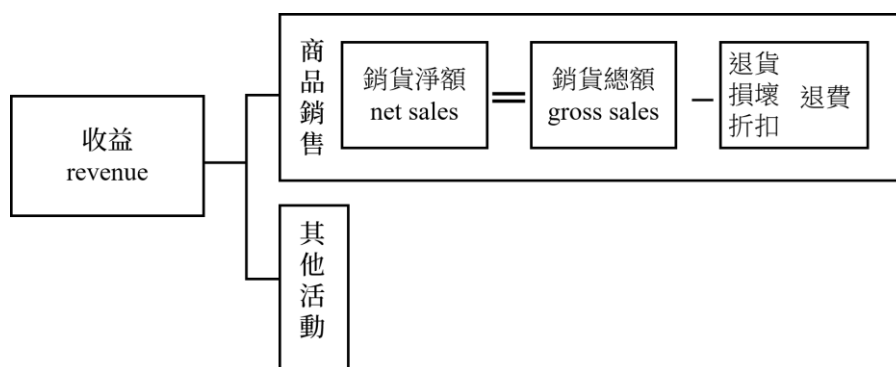 收益
revenue
商品銷售
銷貨淨額
net sales
=
銷貨總額
gross sales
–
退貨
損壞 退費
折扣
其他活動